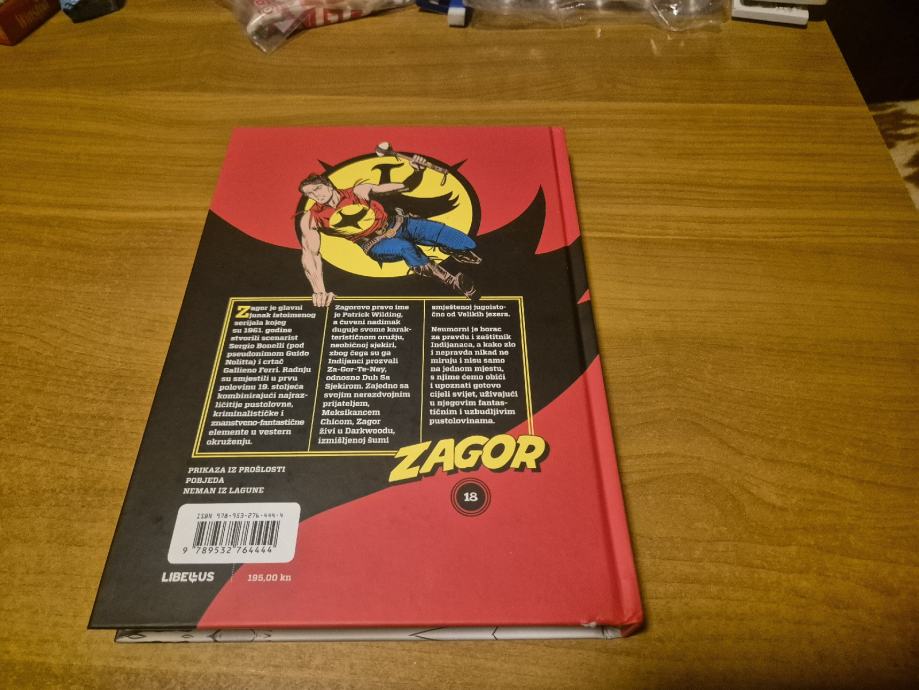 Zagor je glavni
junak istoimenog
serijala kojeg
su 1961. godine
stvorili scenarist
Sergio Bonelli (pod
pseudonimom Guido
Nolitta) i crtač
Gallieno Ferri. Radnju
su smjestili u prvu
polovinu 19. stoljeća
kombinirajući najraz-
ličitije pustolovne,
kriminalističke i
znanstveno-fantastične
elemente u vestern
okruženju.
Zagorovo prvo ime
je Patrick Wilding,
a čuveni nadimak
duguje svome karak-
terističnom oružju,
neobičnoj sjekiri,
zbog čega su ga
Indijanci prozvali
Za-Gor-Te-Nay,
odnosno Duh Sa
Sjekirom. Zajedno sa
svojim nerazdvojnim
prijateljem,
Meksikancem
Chicom, Zagor
živi u Darkwoodu,
izmišljenoj šumi
smještenoj jugoisto-
čno od Velikih jezera.
Neumorni je borac
za pravdu i zaštitnik
Indijanaca, a kako zlo
i nepravda nikad ne
miruju i nisu samo
na jednom mjestu,
s njime ćemo obići
i upoznati gotovo
cijeli svijet, uživajući
u njegovim fantas-
tičnim i uzbudljivim
pustolovinama.
ZAGOR
18
PRIKAZA IZ PROŠLOSTI
POBJEDA
NEMAN IZ LAGUNE
ISBN 978-953-276-444-4
9 789532 764444
LIBELLUS
195,00 kn